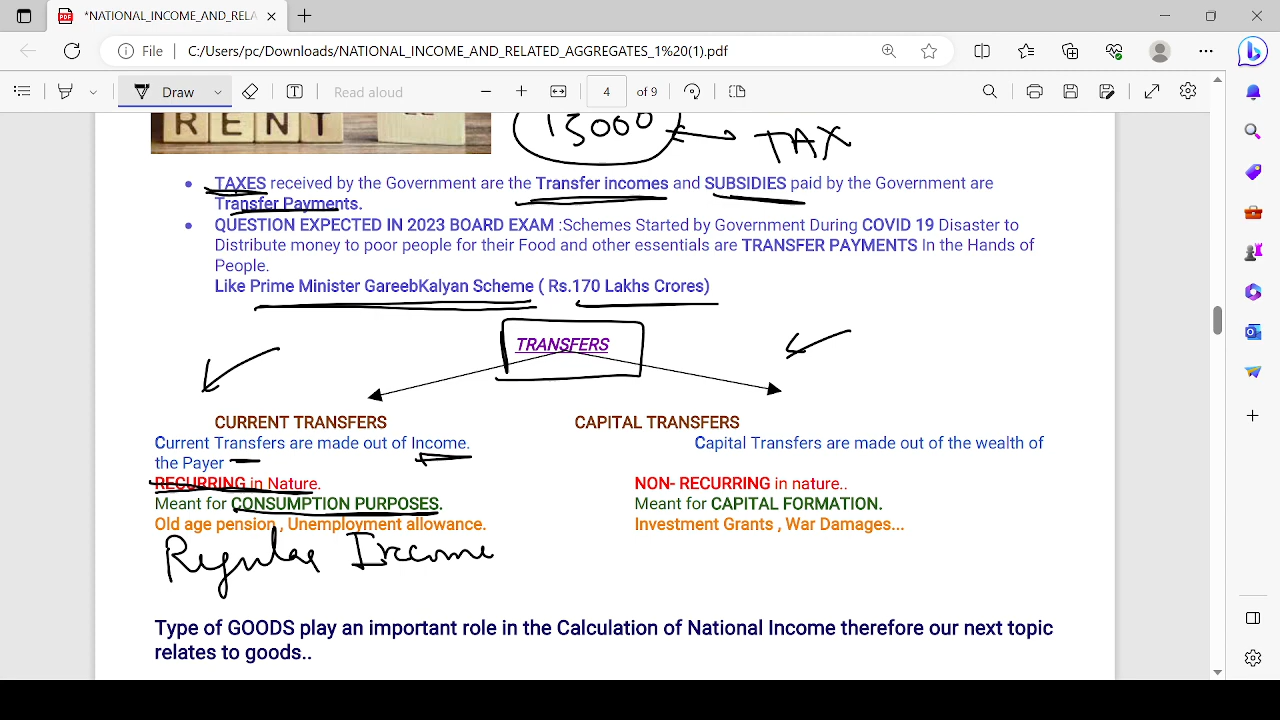 *NATIONAL_INCOME_AND_RELA
File C:/Users/pc/Downloads/NATIONAL_INCOME_AND_RELATED_AGGREGATES_1%20(1).pdf
Draw Read aloud 4 of 9
RENT 15000 TAX
• TAXES received by the Government are the Transfer incomes and SUBSIDIES paid by the Government are
Transfer Payments.
• QUESTION EXPECTED IN 2023 BOARD EXAM :Schemes Started by Government During COVID 19 Disaster to
Distribute money to poor people for their Food and other essentials are TRANSFER PAYMENTS In the Hands of
People.
Like Prime Minister GareebKalyan Scheme ( Rs.170 Lakhs Crores)
TRANSFERS
CURRENT TRANSFERS CAPITAL TRANSFERS
Current Transfers are made out of Income. Capital Transfers are made out of the wealth of
the Payer
RECURRING in Nature. NON- RECURRING in nature..
Meant for CONSUMPTION PURPOSES. Meant for CAPITAL FORMATION.
Old age pension , Unemployment allowance. Investment Grants , War Damages...
Regular Income
Type of GOODS play an important role in the Calculation of National Income therefore our next topic
relates to goods..